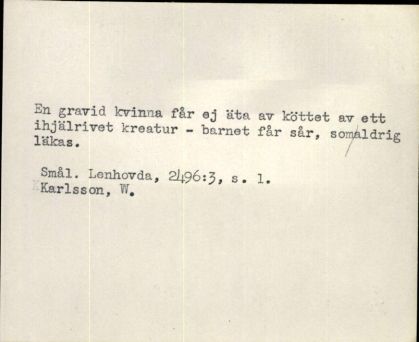 En gravid kvinna får ej äta av köttet av ett
ihjälrivet kreatur - barnet får sår, som/aldrig
läkas.
Smål. Lenhovda, 2496:3, s. 1.
Karlsson, W.